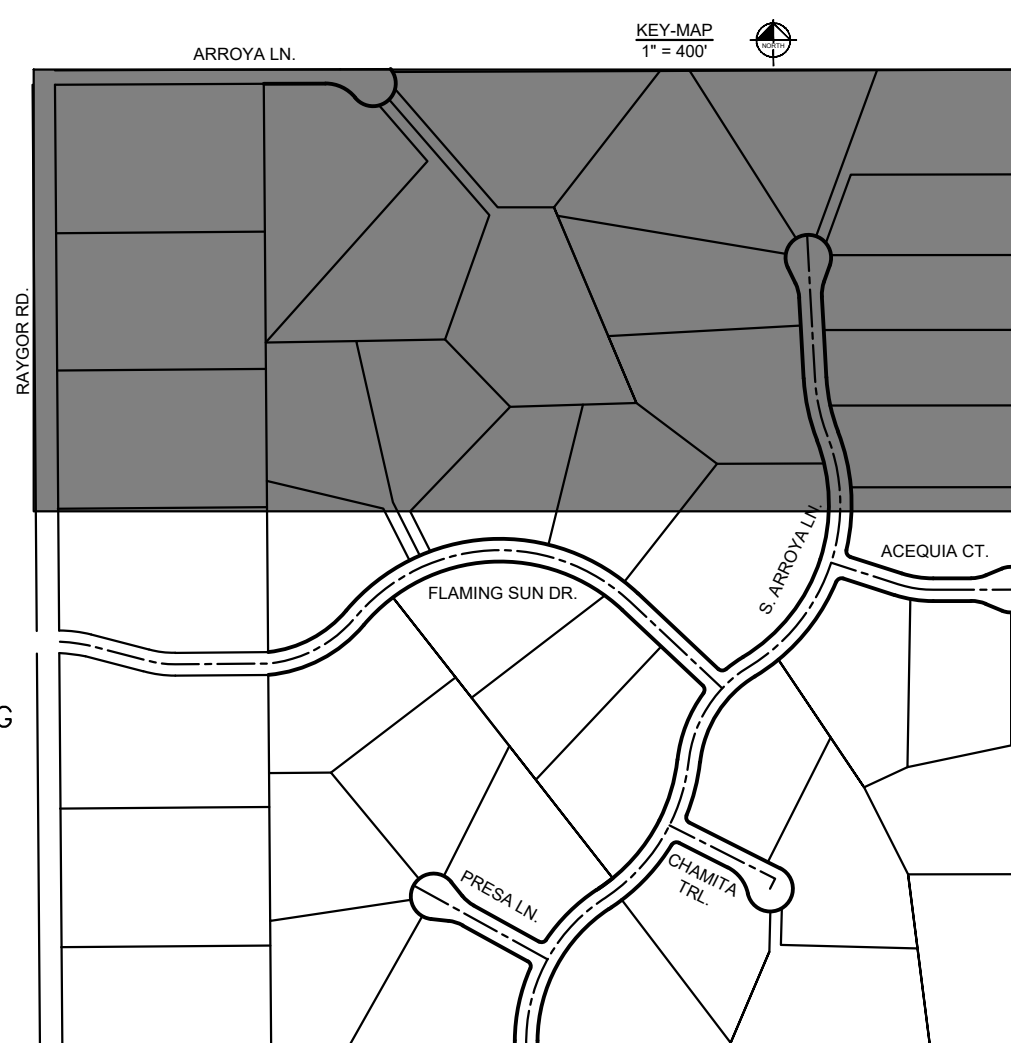 KEY-MAP
1" = 400'
NORTH
ARROYA LN.
RAYGOR RD.
S. ARROYA LN.
ACEQUIA CT.
FLAMING SUN DR.
G
PRESA LN.
CHAMITA
TRL.